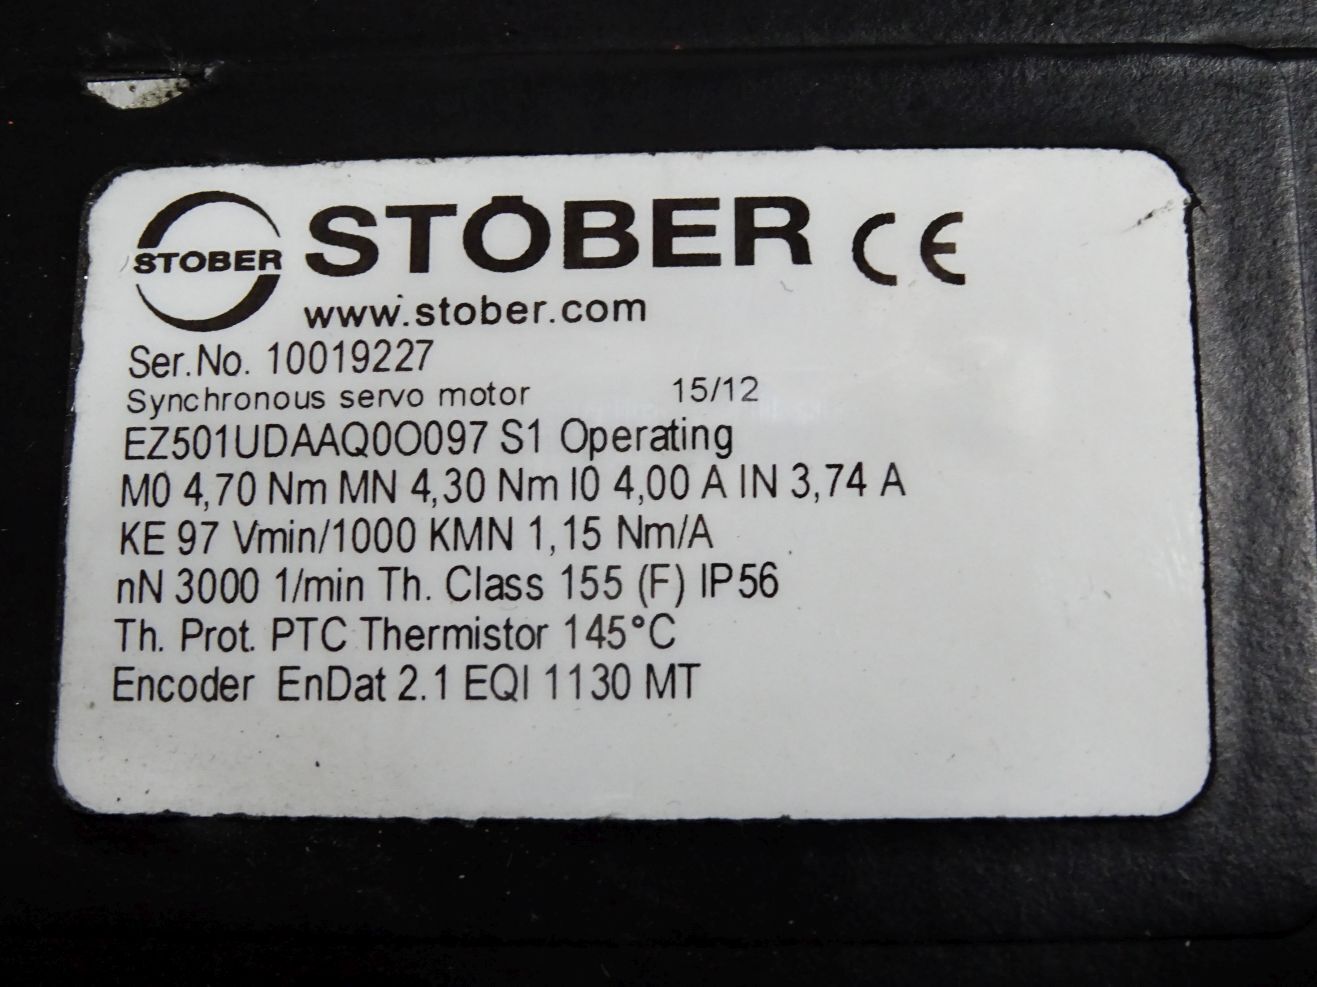 STOBER STÖBER CE
www.stober.com
Ser.No. 10019227
Synchronous servo motor 15/12
EZ501UDAAQ0O097 S1 Operating
M0 4,70 Nm MN 4,30 Nm I0 4,00 A IN 3,74 A
KE 97 Vmin/1000 KMN 1,15 Nm/A
nN 3000 1/min Th. Class 155 (F) IP56
Th. Prot. PTC Thermistor 145°C
Encoder EnDat 2.1 EQI 1130 MT